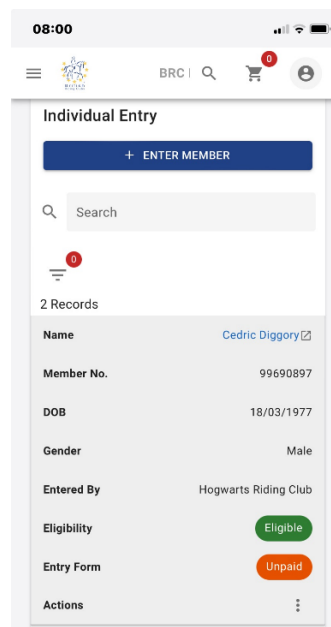 08:00
BRC
0
Individual Entry
+ ENTER MEMBER
Search
0
2 Records
Name Cedric Diggory
Member No. 99690897
DOB 18/03/1977
Gender Male
Entered By Hogwarts Riding Club
Eligibility Eligible
Entry Form Unpaid
Actions